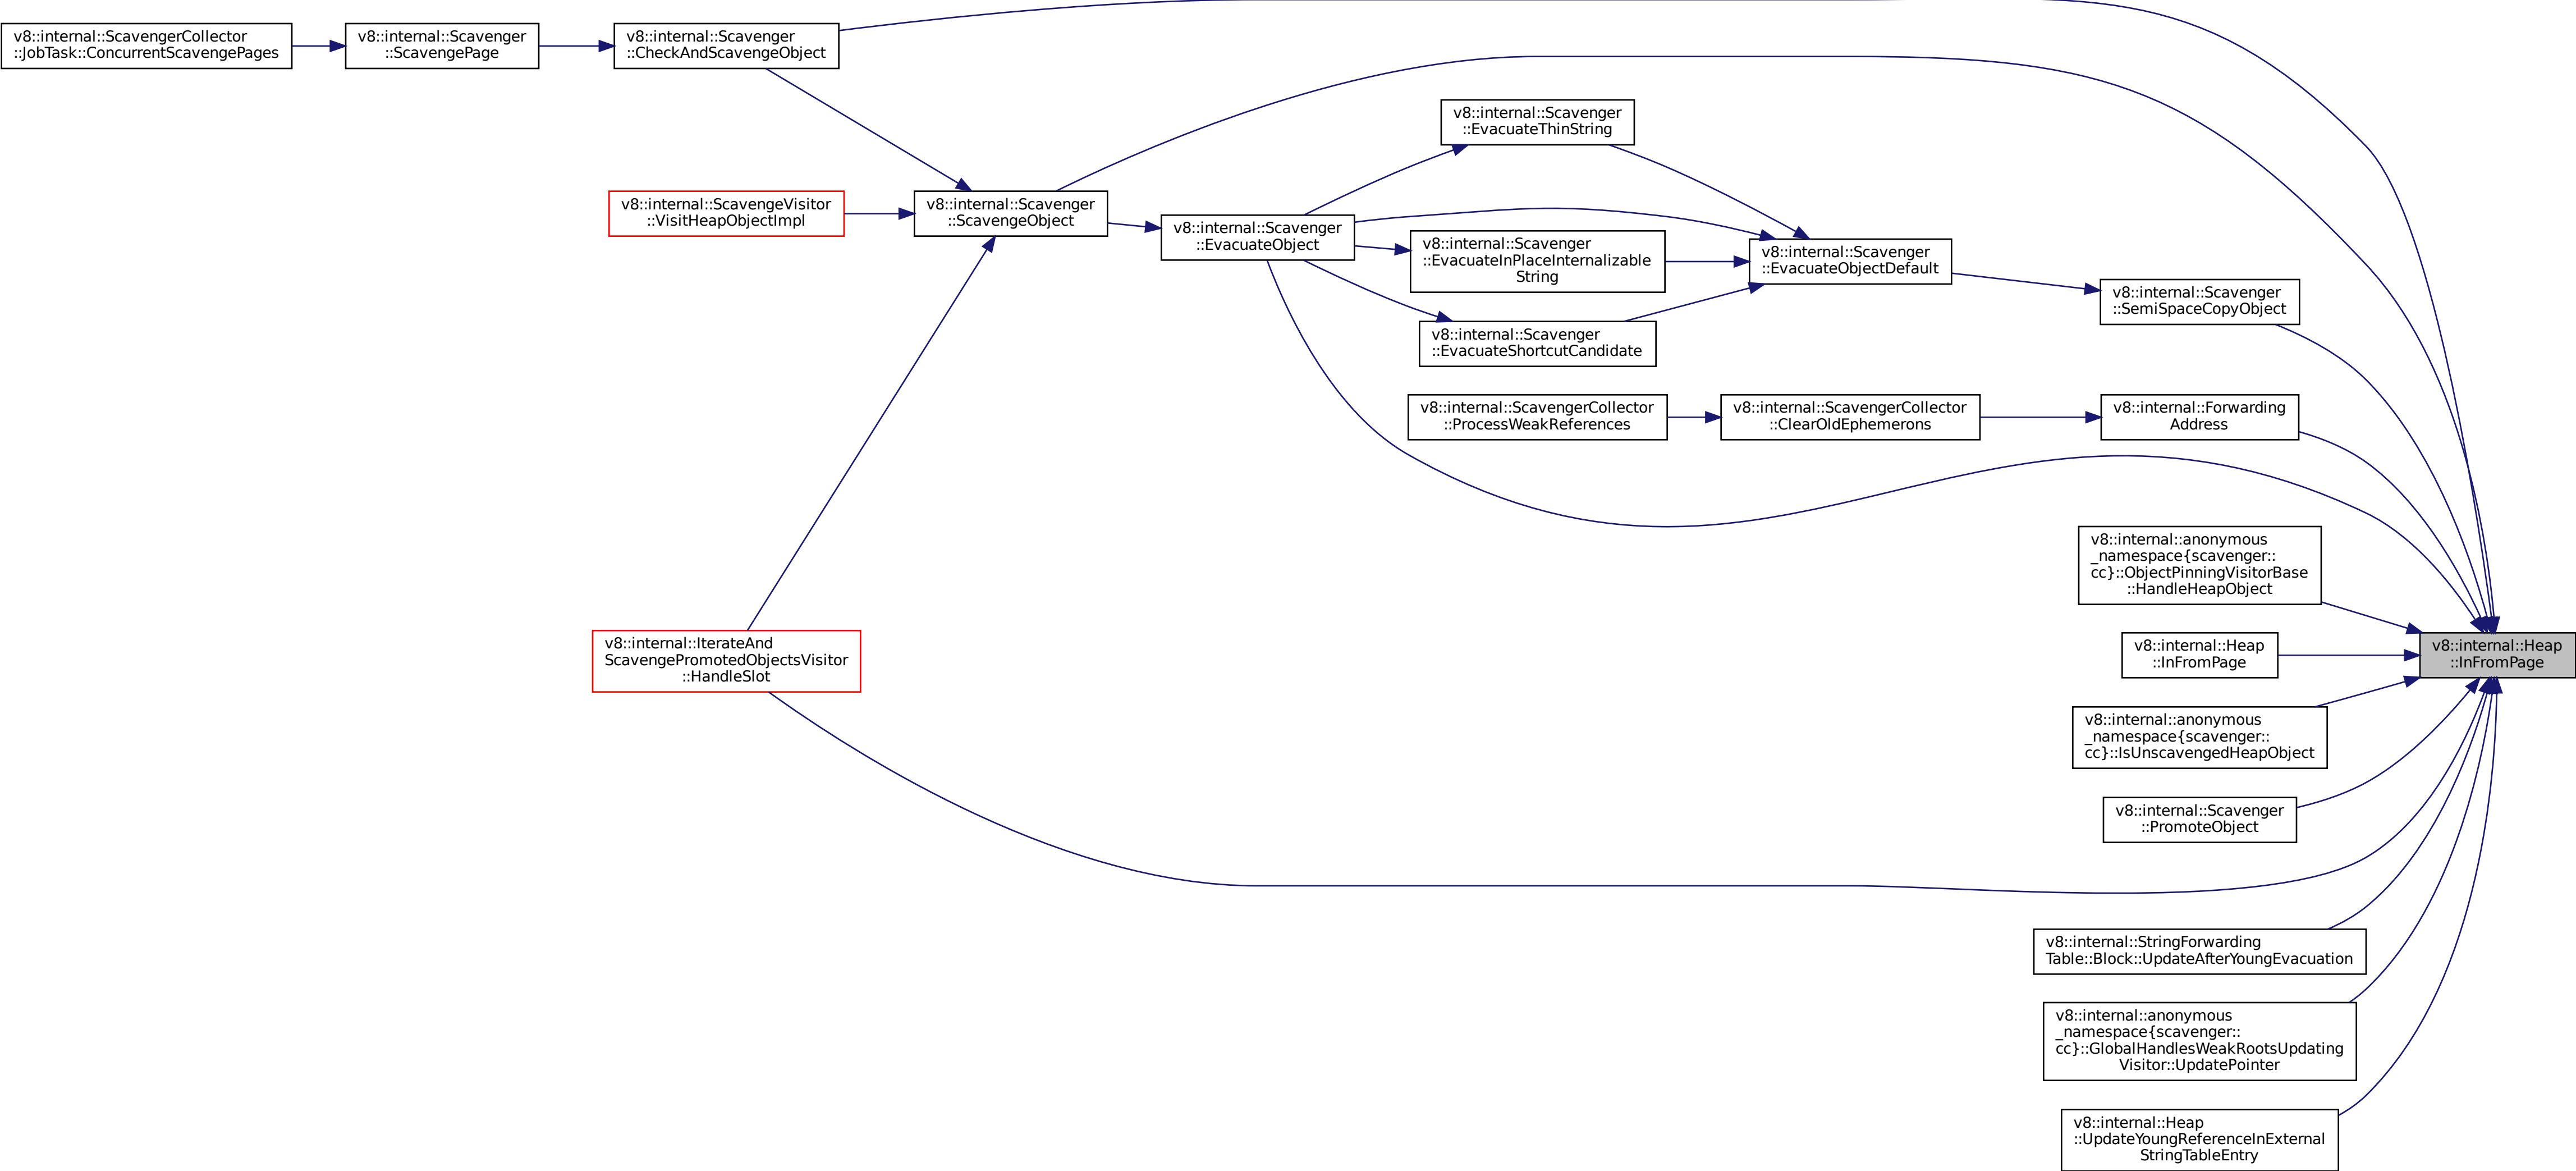 v8::internal::ScavengerCollector
::JobTask::ConcurrentScavengePages
v8::internal::Scavenger
::ScavengePage
v8::internal::Scavenger
::CheckAndScavengeObject
v8::internal::Scavenger
::EvacuateThinString
v8::internal::ScavengeVisitor
::VisitHeapObjectImpl
v8::internal::Scavenger
::ScavengeObject
v8::internal::Scavenger
::EvacuateObject
v8::internal::Scavenger
::EvacuateInPlaceInternalizable
String
v8::internal::Scavenger
::EvacuateObjectDefault
v8::internal::Scavenger
::SemiSpaceCopyObject
v8::internal::Scavenger
::EvacuateShortcutCandidate
v8::internal::ScavengerCollector
::ProcessWeakReferences
v8::internal::ScavengerCollector
::ClearOldEphemerons
v8::internal::Forwarding
Address
v8::internal::anonymous
_namespace{scavenger::
cc}::ObjectPinningVisitorBase
::HandleHeapObject
v8::internal::IterateAnd
ScavengePromotedObjectsVisitor
::HandleSlot
v8::internal::Heap
::InFromPage
v8::internal::Heap
::InFromPage
v8::internal::anonymous
_namespace{scavenger::
cc}::IsUnscavengedHeapObject
v8::internal::Scavenger
::PromoteObject
v8::internal::StringForwarding
Table::Block::UpdateAfterYoungEvacuation
v8::internal::anonymous
_namespace{scavenger::
cc}::GlobalHandlesWeakRootsUpdating
Visitor::UpdatePointer
v8::internal::Heap
::UpdateYoungReferenceInExternal
StringTableEntry